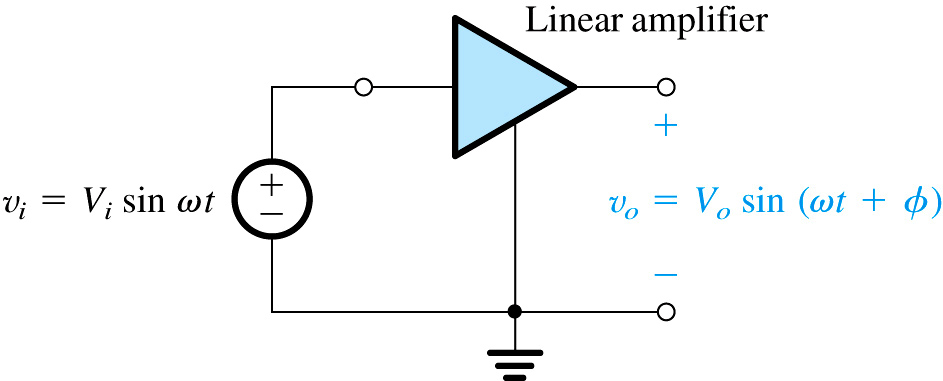 Linear amplifier
+
+
−
vᵢ = Vᵢ sin ωt
vₒ = Vₒ sin (ωt + ϕ)
−